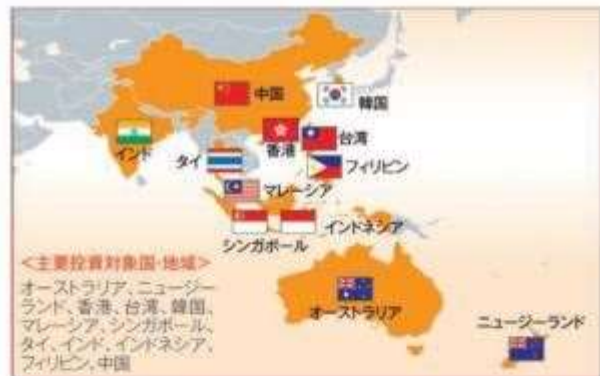 中国
韓国
香港
台湾
インド
タイ
フィリピン
マレーシア
シンガポール
インドネシア
オーストラリア
ニュージーランド
<主要投資対象国・地域>
オーストラリア、ニュージー
ランド、香港、台湾、韓国、
マレーシア、シンガポール、
タイ、インド、インドネシア、
フィリピン、中国